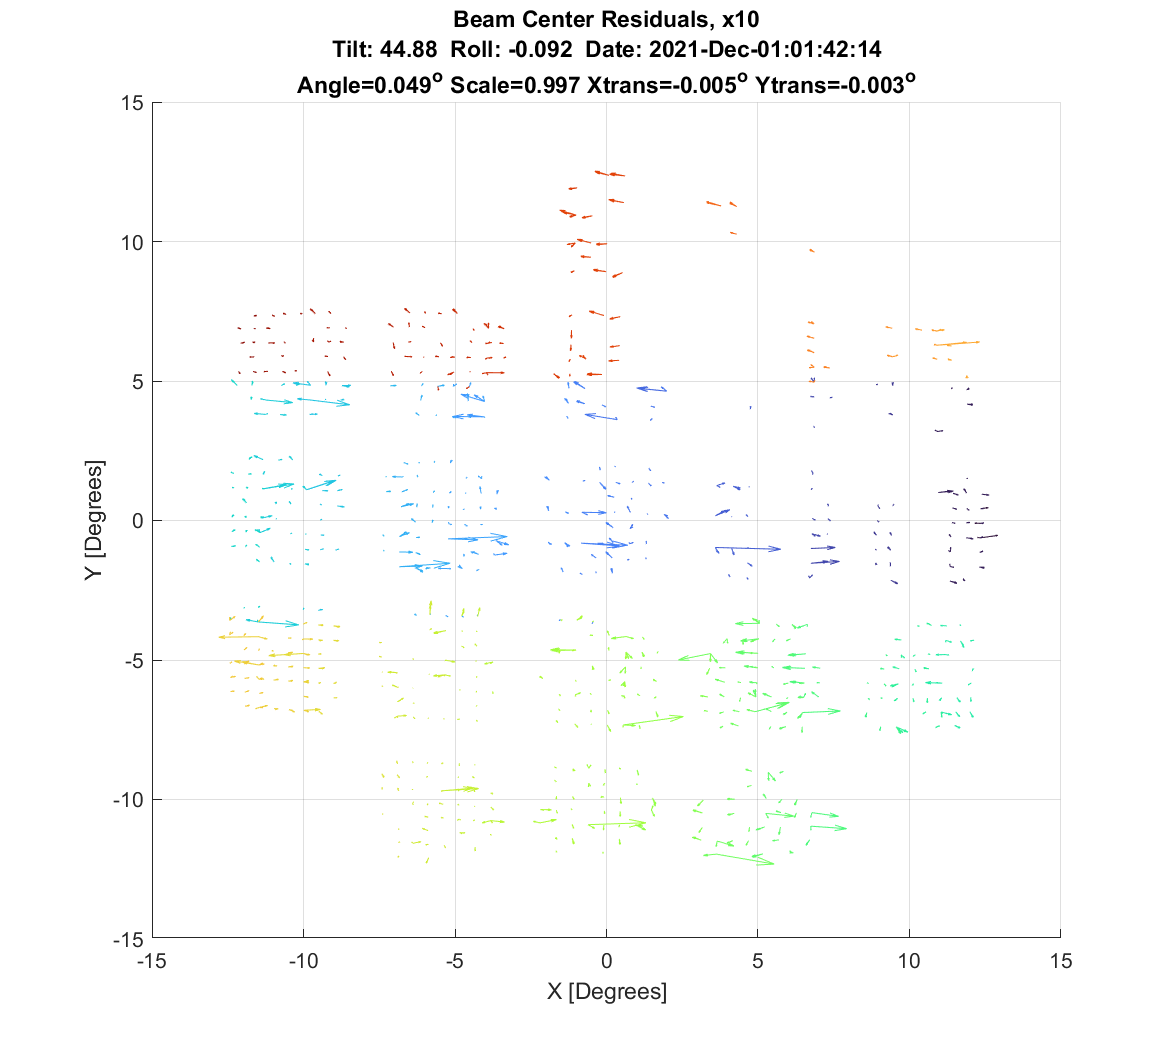 Beam Center Residuals, x10
Tilt: 44.88 Roll: -0.092 Date: 2021-Dec-01:01:42:14
Angle=0.049° Scale=0.997 Xtrans=-0.005° Ytrans=-0.003°
15
10
5
0
-5
-10
-15
Y [Degrees]
-15 -10 -5 0 5 10 15
X [Degrees]